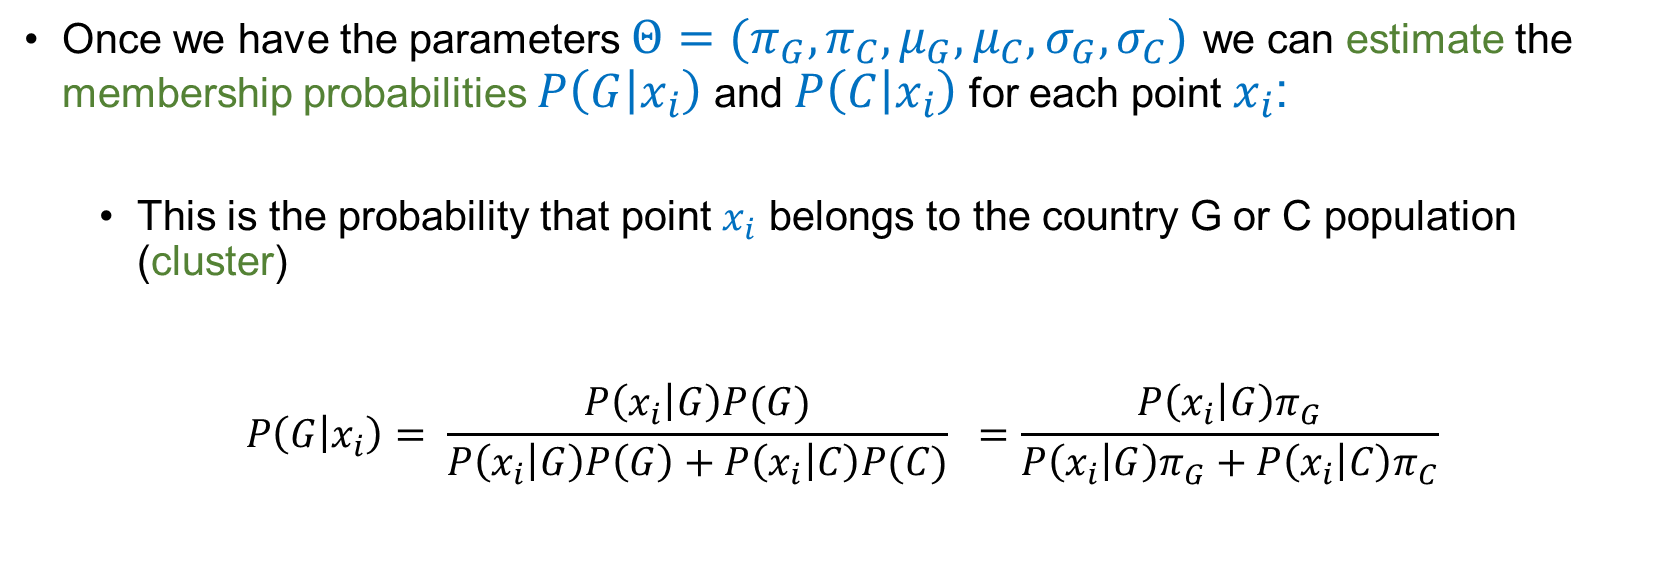 • Once we have the parameters Θ = (π_G, π_C, μ_G, μ_C, σ_G, σ_C) we can estimate the
membership probabilities P(G|x_i) and P(C|x_i) for each point x_i:
• This is the probability that point x_i belongs to the country G or C population
(cluster)
P(G|x_i) = \frac{P(x_i|G)P(G)}{P(x_i|G)P(G) + P(x_i|C)P(C)} = \frac{P(x_i|G)π_G}{P(x_i|G)π_G + P(x_i|C)π_C}